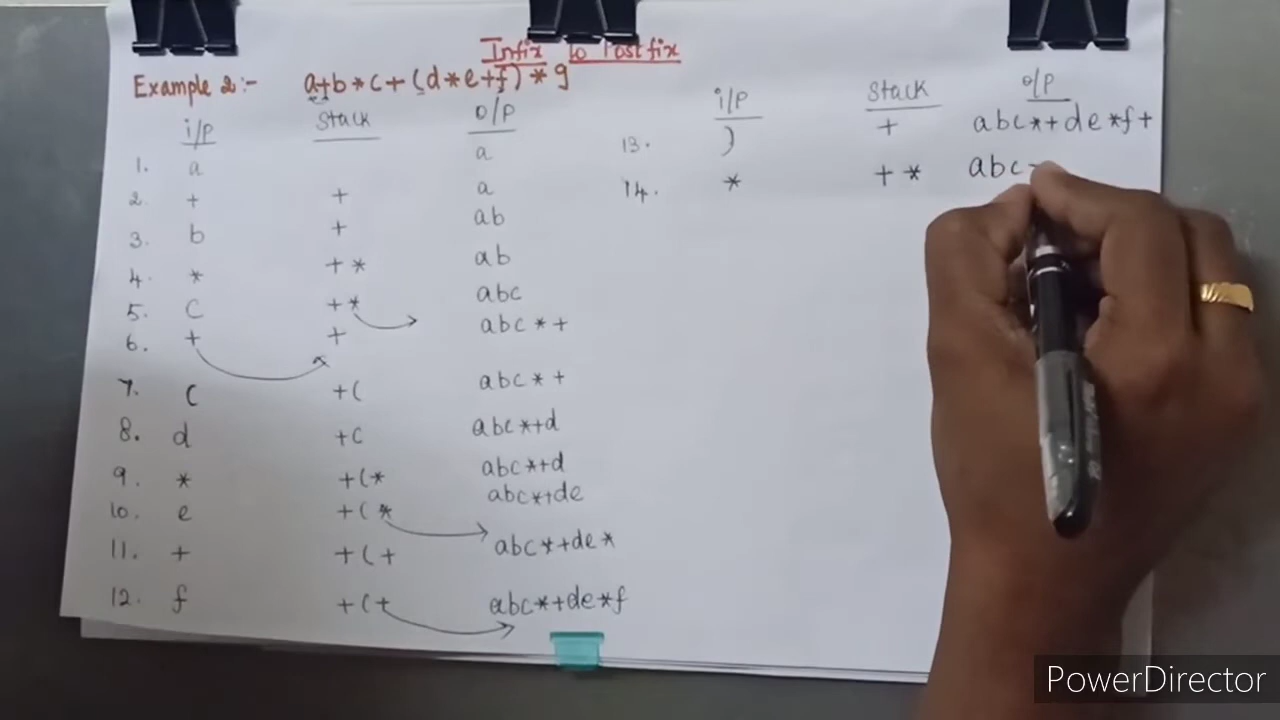 Infix to Postfix
Example 2:- a+b*c+(d*e+f)*g
i/p stack o/p
1. a a
2. + + a
3. b + ab
4. * +* ab
5. C +* abc
6. + + abc*+
7. ( +( abc*+
8. d +( abc*+d
9. * +(* abc*+d
10. e +(* abc*+de
11. + +(+ abc*+de*
12. f +(+ abc*+de*f
i/p stack o/p
13. ) + abc*+de*f+
14. * +* abc
PowerDirector